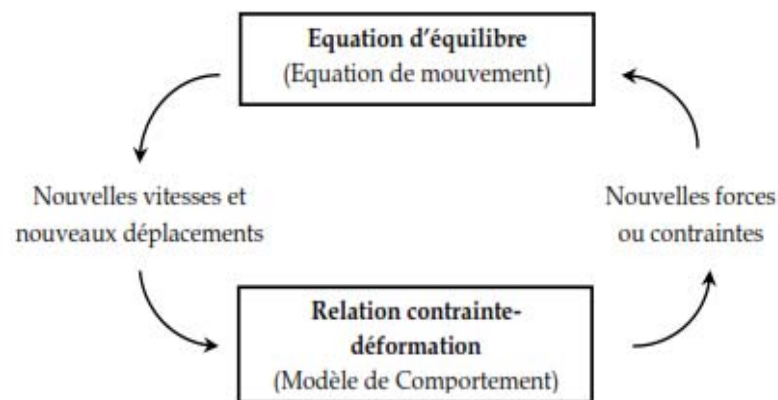 Equation d’équilibre
(Equation de mouvement)
Nouvelles vitesses et
nouveaux déplacements
Nouvelles forces
ou contraintes
Relation contrainte-
déformation
(Modèle de Comportement)